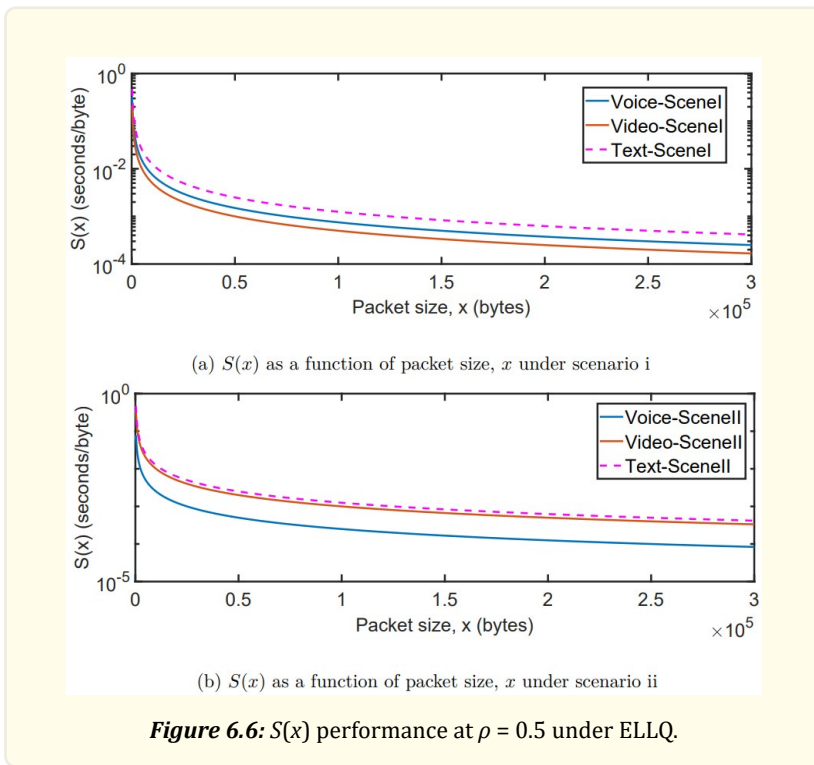 10^0
10^-2
10^-4
S(x) (seconds/byte)
Voice-SceneI
Video-SceneI
Text-SceneI
0 0.5 1 1.5 2 2.5 3
Packet size, x (bytes)
×10^5
(a) S(x) as a function of packet size, x under scenario i
10^0
10^-5
S(x) (seconds/byte)
Voice-SceneII
Video-SceneII
Text-SceneII
0 0.5 1 1.5 2 2.5 3
Packet size, x (bytes)
×10^5
(b) S(x) as a function of packet size, x under scenario ii
Figure 6.6: S(x) performance at ρ = 0.5 under ELLQ.